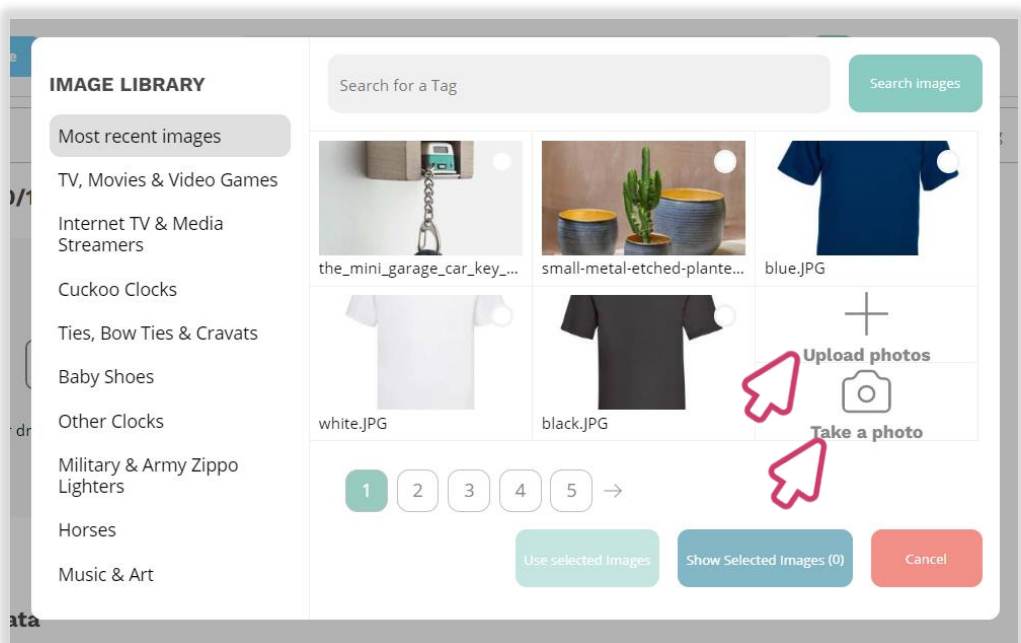 IMAGE LIBRARY
Most recent images
TV, Movies & Video Games
Internet TV & Media
Streamers
Cuckoo Clocks
Ties, Bow Ties & Cravats
Baby Shoes
Other Clocks
Military & Army Zippo
Lighters
Horses
Music & Art
Search for a Tag
Search images
the_mini_garage_car_key_...
small-metal-etched-plante...
blue.JPG
Upload photos
white.JPG
black.JPG
Take a photo
1 2 3 4 5
Use selected Images
Show Selected Images (0)
Cancel
ata